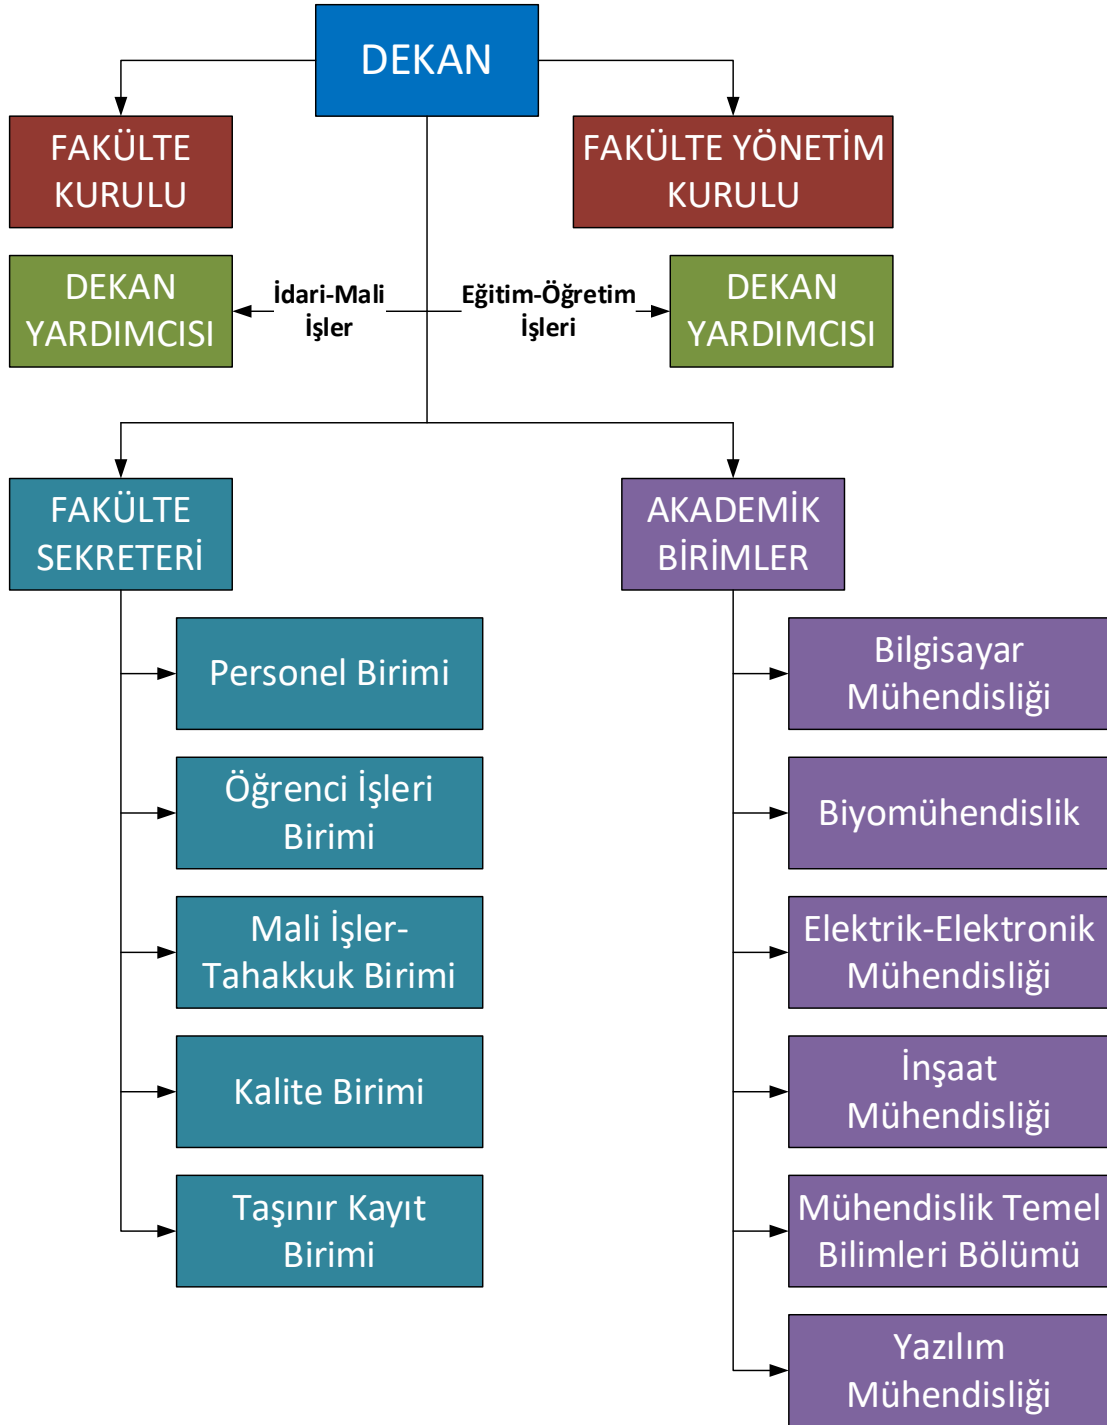 DEKAN
FAKÜLTE
KURULU
FAKÜLTE YÖNETİM
KURULU
DEKAN
YARDIMCISI
İdari-Mali
İşler
Eğitim-Öğretim
İşleri
DEKAN
YARDIMCISI
FAKÜLTE
SEKRETERİ
AKADEMİK
BİRİMLER
Personel Birimi
Öğrenci İşleri
Birimi
Mali İşler-
Tahakkuk Birimi
Kalite Birimi
Taşınır Kayıt
Birimi
Bilgisayar
Mühendisliği
Biyomühendislik
Elektrik-Elektronik
Mühendisliği
İnşaat
Mühendisliği
Mühendislik Temel
Bilimleri Bölümü
Yazılım
Mühendisliği